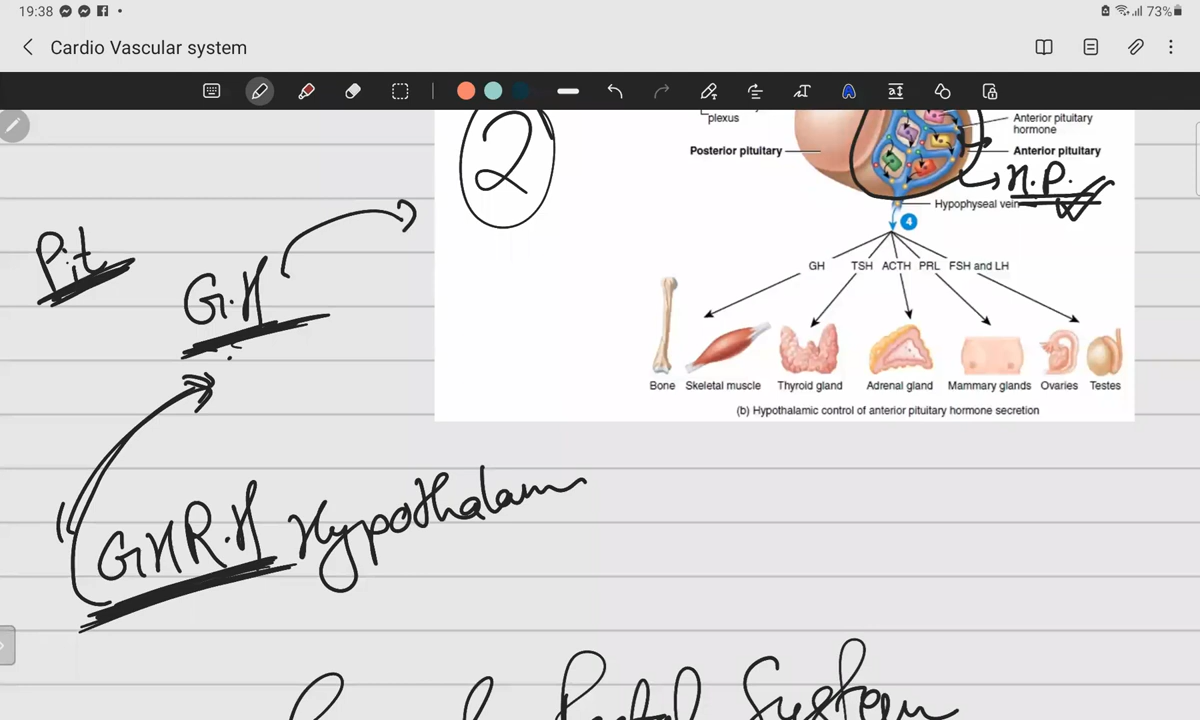 19:38
73%
Cardio Vascular system
2
plexus
Posterior pituitary
Anterior pituitary
hormone
Anterior pituitary
H.P.
Hypophyseal vein
4
GH TSH ACTH PRL FSH and LH
Bone Skeletal muscle Thyroid gland Adrenal gland Mammary glands Ovaries Testes
(b) Hypothalamic control of anterior pituitary hormone secretion
Pit
G.H
GHR.H Hypothalam
Portal System